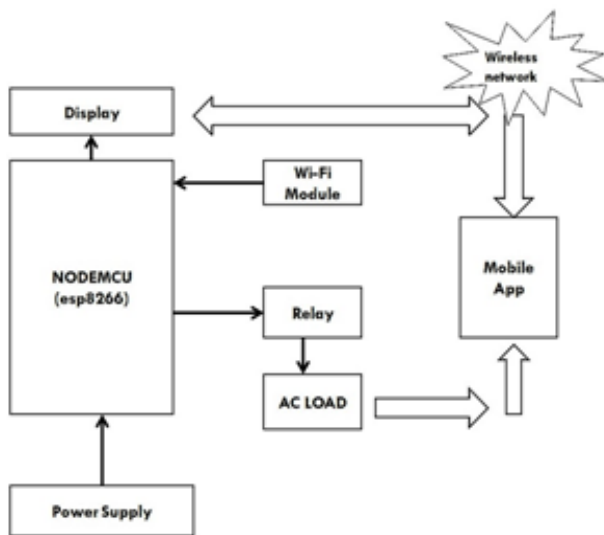 Wireless
network
Display
Wi-Fi
Module
NODEMCU
(esp8266)
Mobile
App
Relay
AC LOAD
Power Supply